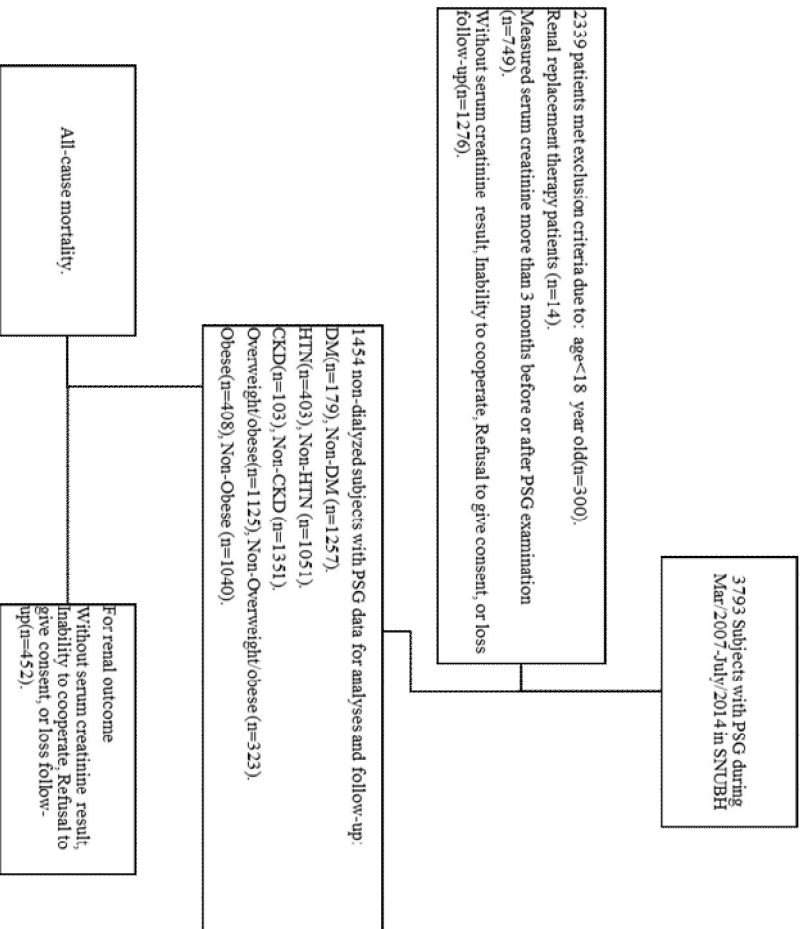 3793 Subjects with PSG during
Mar/2007-July/2014 in SNUBH
2339 patients met exclusion criteria due to: age<18 year old(n=300).
Renal replacement therapy patients (n=14).
Measured serum creatinine more than 3 months before or after PSG examination
(n=749).
Without serum creatinine result, Inability to cooperate, Refusal to give consent, or loss
follow-up(n=1276).
1454 non-dialyzed subjects with PSG data for analyses and follow-up:
DM(n=179), Non-DM (n=1257).
HTN(n=403), Non-HTN (n=1051).
CKD(n=103), Non-CKD (n=1351).
Overweight/obese(n=1125), Non-Overweight/obese (n=323).
Obese(n=408), Non-Obese (n=1040).
All-cause mortality.
For renal outcome
Without serum creatinine result,
Inability to cooperate, Refusal to
give consent, or loss follow-
up(n=452).